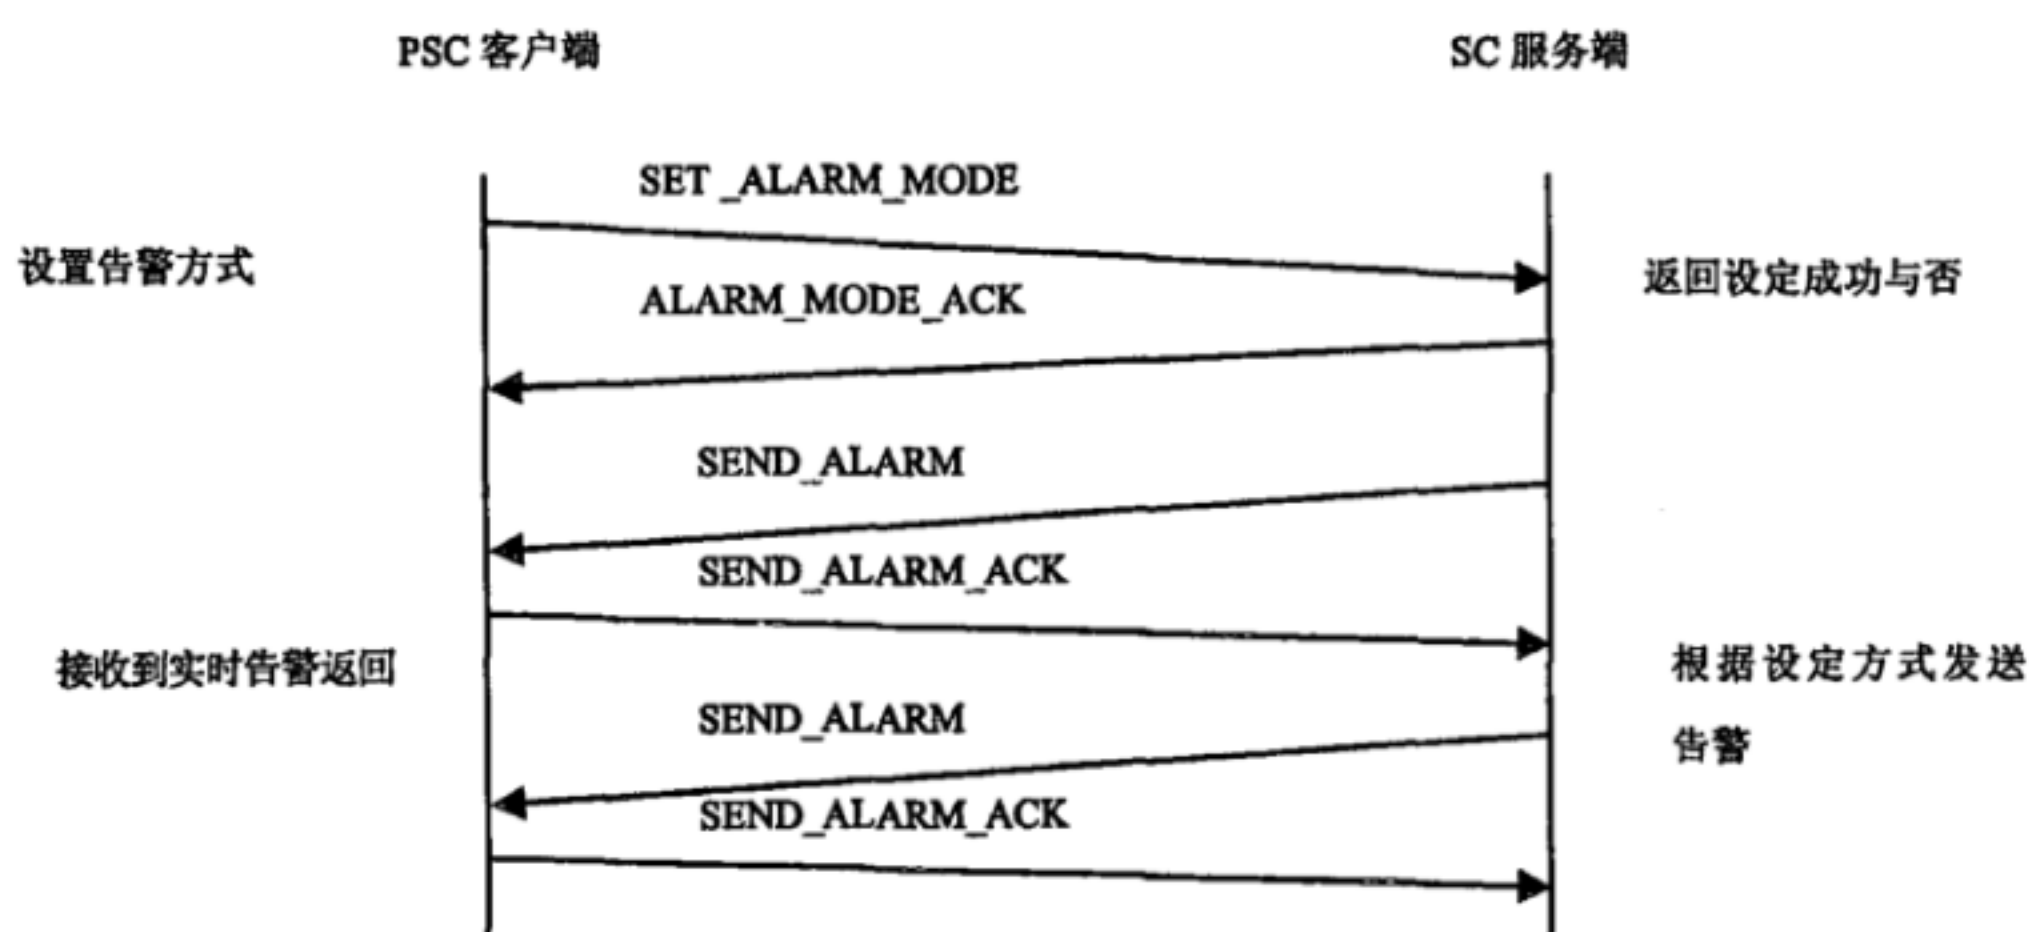 PSC 客户端
SC 服务端
SET _ALARM_MODE
设置告警方式
返回设定成功与否
ALARM_MODE_ACK
SEND_ALARM
SEND_ALARM_ACK
接收到实时告警返回
根据设定方式发送
SEND_ALARM
告警
SEND_ALARM_ACK